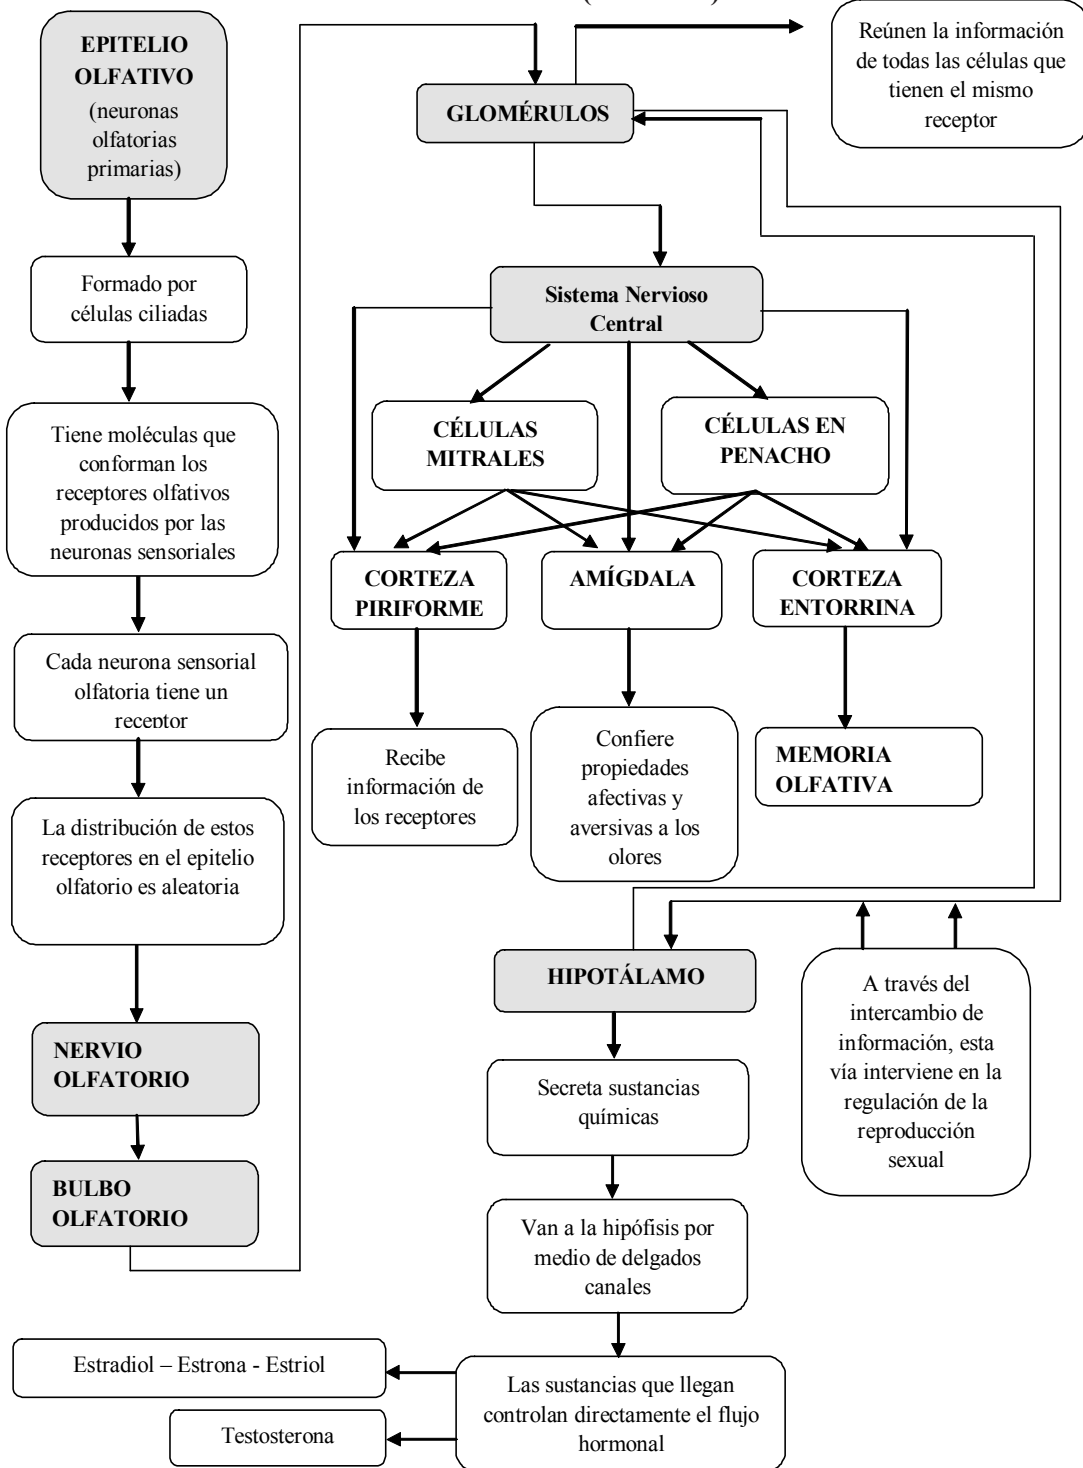 EPITELIO
OLFATIVO
(neuronas
olfatorias
primarias)
Formado por
células ciliadas
Tiene moléculas que
conforman los
receptores olfativos
producidos por las
neuronas sensoriales
Cada neurona sensorial
olfatoria tiene un
receptor
La distribución de estos
receptores en el epitelio
olfatorio es aleatoria
NERVIO
OLFATORIO
BULBO
OLFATORIO
GLOMÉRULOS
Reúnen la información
de todas las células que
tienen el mismo
receptor
Sistema Nervioso
Central
CÉLULAS
MITRALES
CÉLULAS EN
PENACHO
CORTEZA
PIRIFORME
AMÍGDALA
CORTEZA
ENTORRINA
Recibe
información de
los receptores
Confiere
propiedades
afectivas y
aversivas a los
olores
MEMORIA
OLFATIVA
HIPOTÁLAMO
A través del
intercambio de
información, esta
vía interviene en la
regulación de la
reproducción
sexual
Secreta sustancias
químicas
Van a la hipófisis por
medio de delgados
canales
Las sustancias que llegan
controlan directamente el flujo
hormonal
Estradiol – Estrona - Estriol
Testosterona